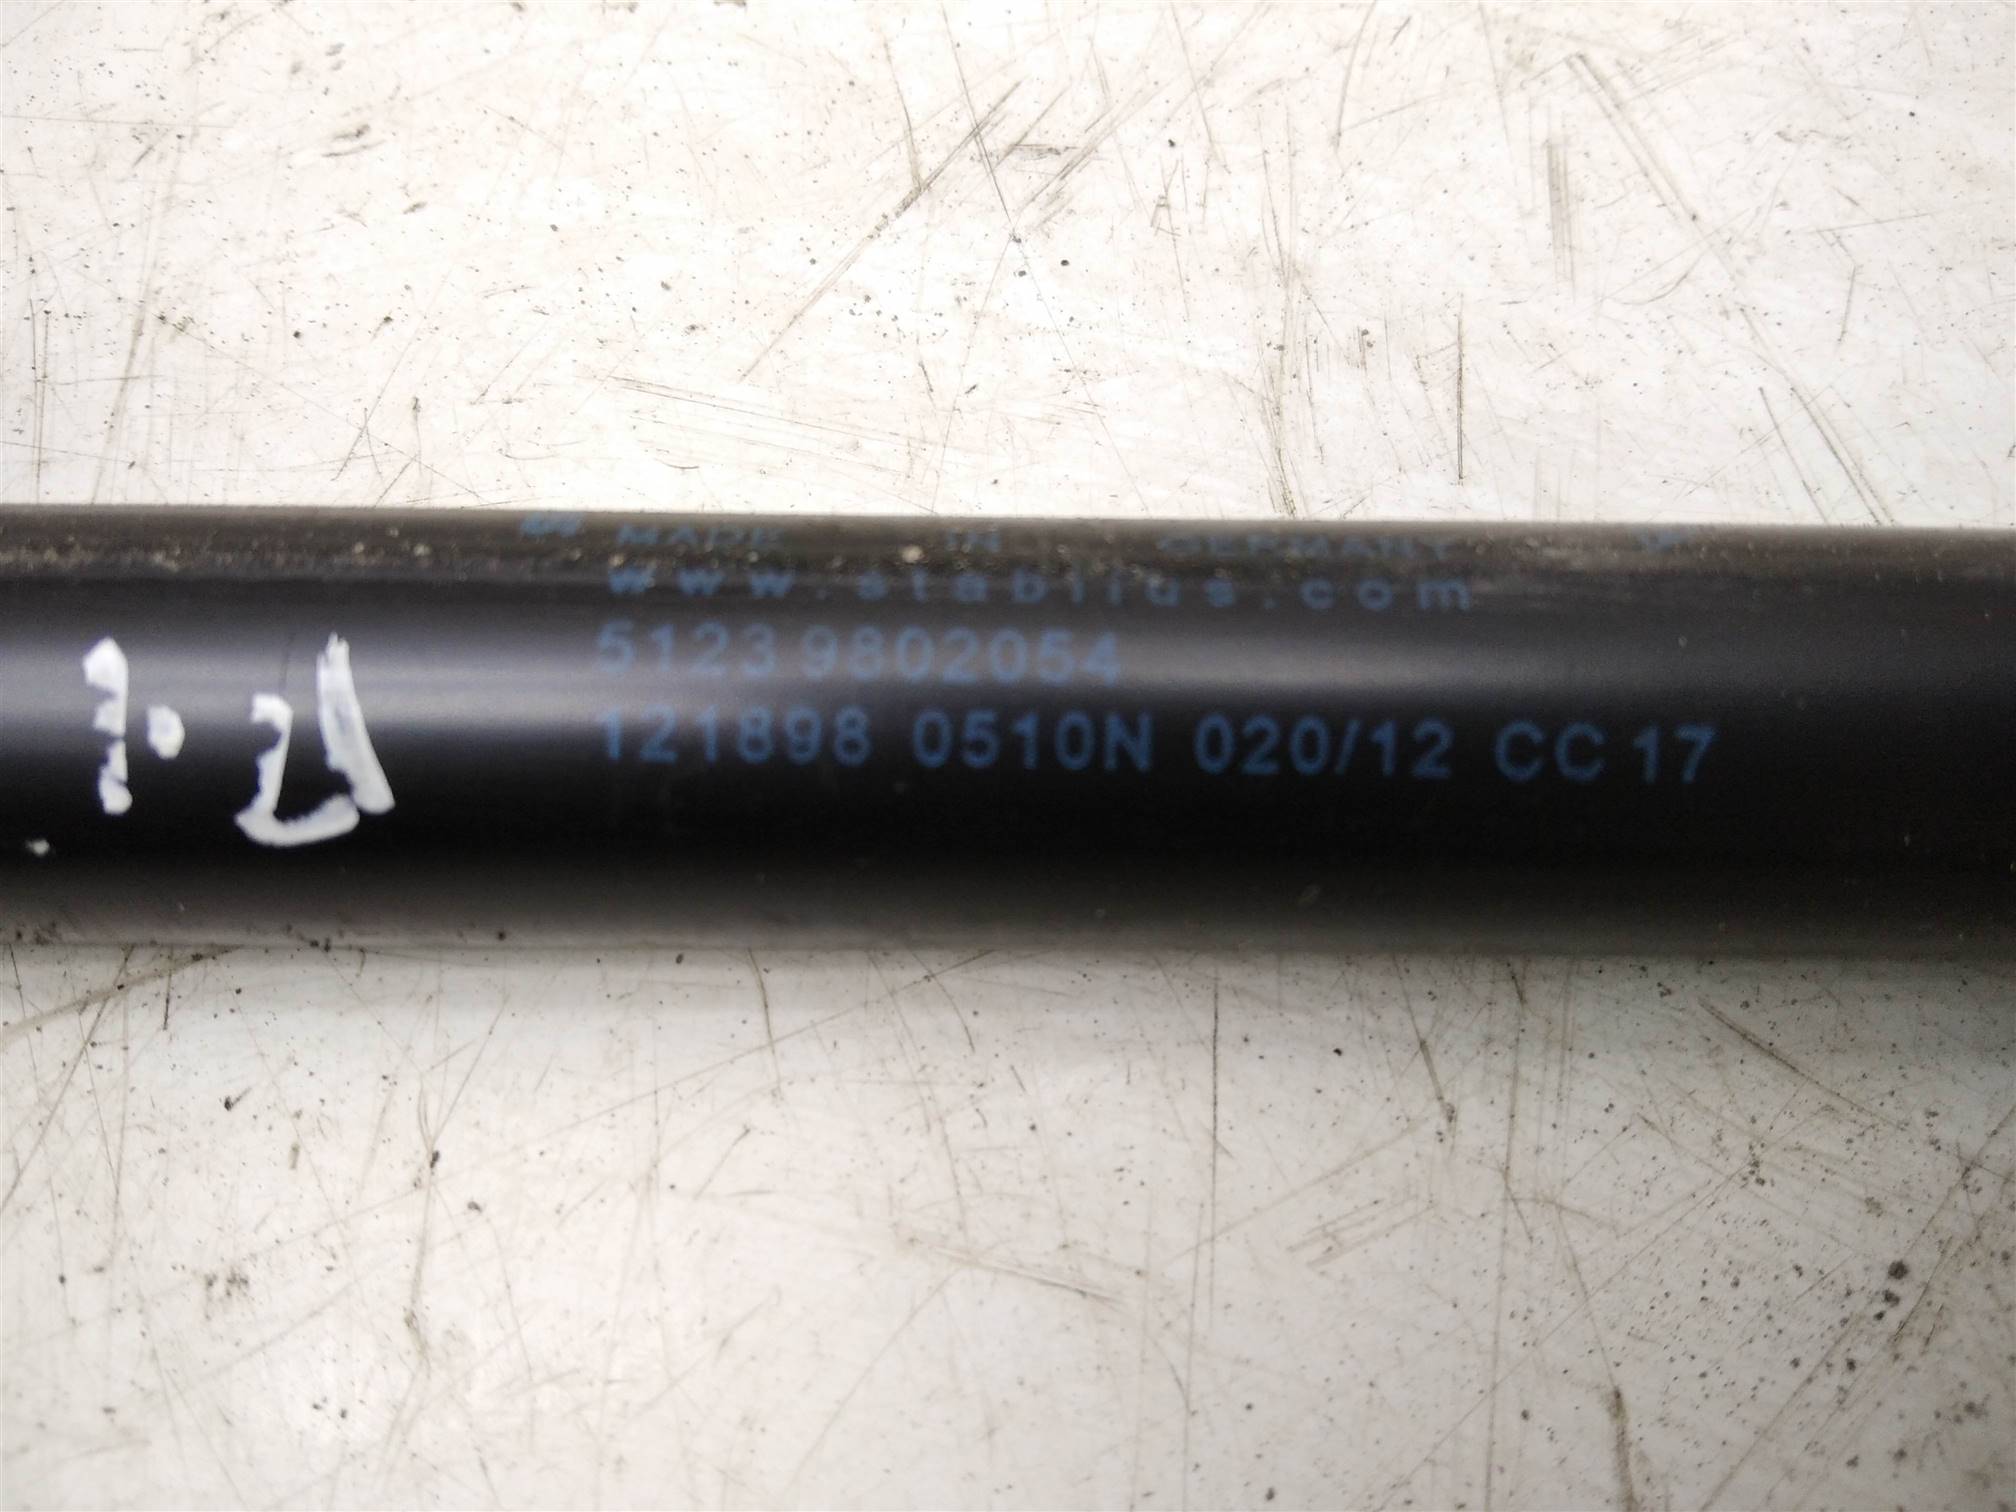 MADE IN GERMANY
www.stabilus.com
51239802054
121898 0510N 020/12 CC 17